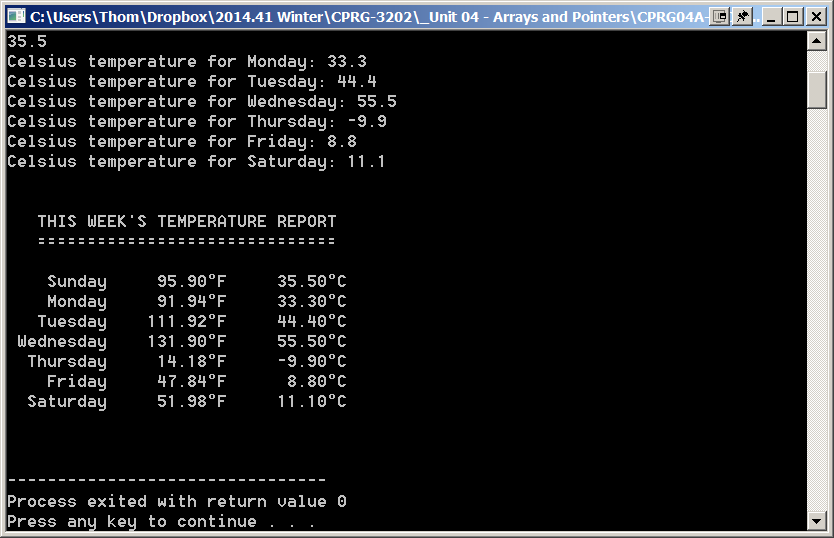 C:\Users\Thom\Dropbox\2014.41 Winter\CPRG-3202\_Unit 04 - Arrays and Pointers\CPRG04A-
35.5
Celsius temperature for Monday: 33.3
Celsius temperature for Tuesday: 44.4
Celsius temperature for Wednesday: 55.5
Celsius temperature for Thursday: -9.9
Celsius temperature for Friday: 8.8
Celsius temperature for Saturday: 11.1
THIS WEEK'S TEMPERATURE REPORT
==============================
Sunday 95.90°F 35.50°C
Monday 91.94°F 33.30°C
Tuesday 111.92°F 44.40°C
Wednesday 131.90°F 55.50°C
Thursday 14.18°F -9.90°C
Friday 47.84°F 8.80°C
Saturday 51.98°F 11.10°C
--------------------------------
Process exited with return value 0
Press any key to continue . . .